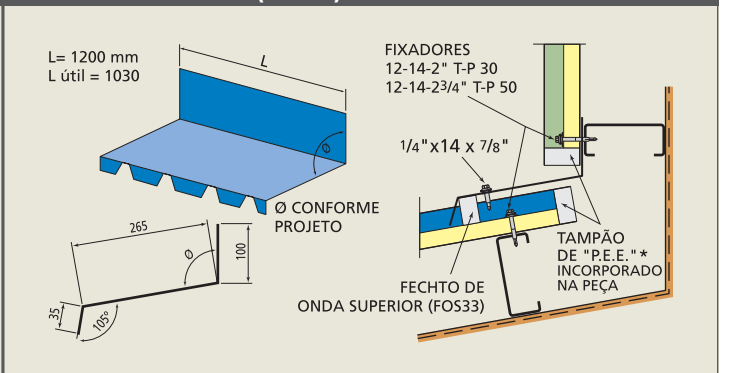 L= 1200 mm
L útil = 1030
L
Ø
Ø CONFORME
PROJETO
265
100
Ø
35
105º
FIXADORES
12-14-2" T-P 30
12-14-23/4" T-P 50
1/4"x14 x 7/8"
TAMPÃO
DE "P.E.E."*
INCORPORADO
NA PEÇA
FECHTO DE
ONDA SUPERIOR (FOS33)